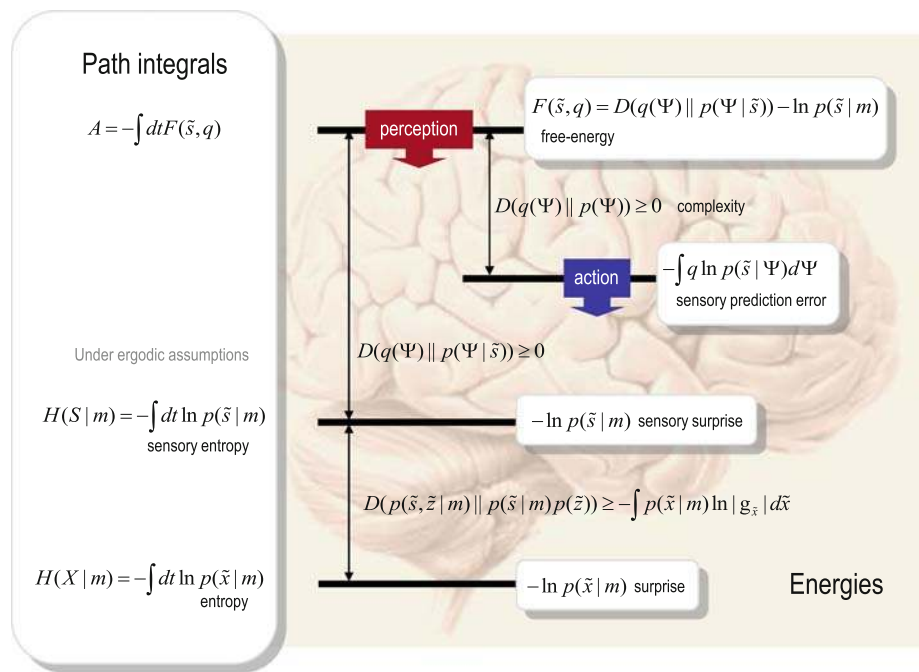 Path integrals
A = −∫ dtF(s̃, q)
Under ergodic assumptions
H(S | m) = −∫ dt ln p(s̃ | m)
sensory entropy
H(X | m) = −∫ dt ln p(x̃ | m)
entropy
perception
F(s̃, q) = D(q(Ψ) || p(Ψ | s̃)) − ln p(s̃ | m)
free-energy
D(q(Ψ) || p(Ψ)) ≥ 0 complexity
action
−∫ q ln p(s̃ | Ψ)dΨ
sensory prediction error
D(q(Ψ) || p(Ψ | s̃)) ≥ 0
−ln p(s̃ | m) sensory surprise
D(p(s̃, z̃ | m) || p(s̃ | m)p(z̃)) ≥ −∫ p(x̃ | m) ln | g_x̃ | dx̃
−ln p(x̃ | m) surprise
Energies